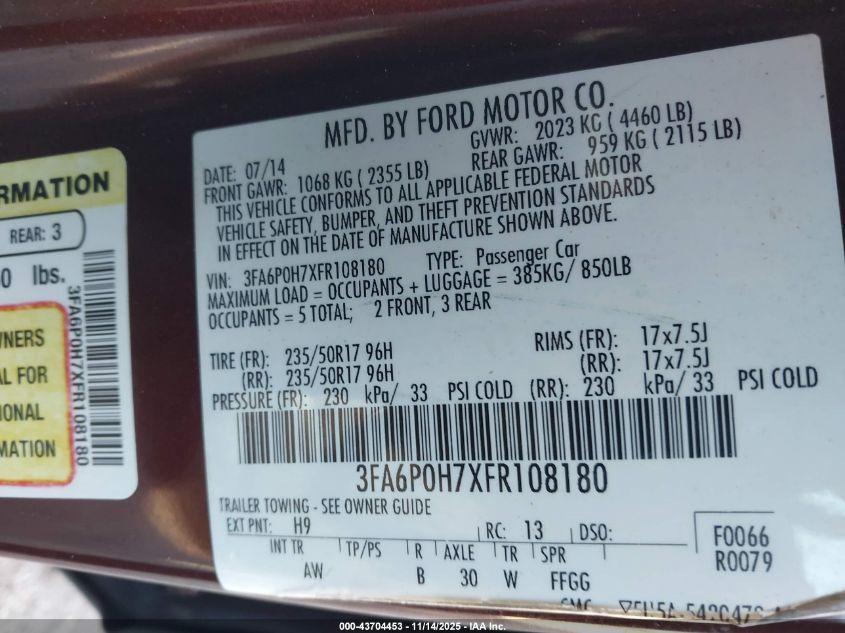 MFD. BY FORD MOTOR CO.
DATE: 07/14 GVWR: 2023 KG ( 4460 LB)
FRONT GAWR: 1068 KG ( 2355 LB) REAR GAWR: 959 KG ( 2115 LB)
THIS VEHICLE CONFORMS TO ALL APPLICABLE FEDERAL MOTOR
VEHICLE SAFETY, BUMPER, AND THEFT PREVENTION STANDARDS
IN EFFECT ON THE DATE OF MANUFACTURE SHOWN ABOVE.
VIN: 3FA6P0H7XFR108180 TYPE: Passenger Car
MAXIMUM LOAD = OCCUPANTS + LUGGAGE = 385KG/ 850LB
OCCUPANTS = 5 TOTAL; 2 FRONT, 3 REAR
TIRE (FR): 235/50R17 96H RIMS (FR): 17x7.5J
(RR): 235/50R17 96H (RR): 17x7.5J
PRESSURE (FR): 230 kPa/ 33 PSI COLD (RR): 230 kPa/ 33 PSI COLD
3FA6P0H7XFR108180
TRAILER TOWING - SEE OWNER GUIDE
EXT PNT: H9 RC: 13 DSO: F0066
R0079
INT TR TP/PS R AXLE TR SPR
AW B 30 W FFGG
RMATION
REAR: 3
0 lbs.
WNERS
AL FOR
IONAL
RMATION
3FA6P0H7XFR108180
000-43704453 - 11/14/2025 - IAA Inc.